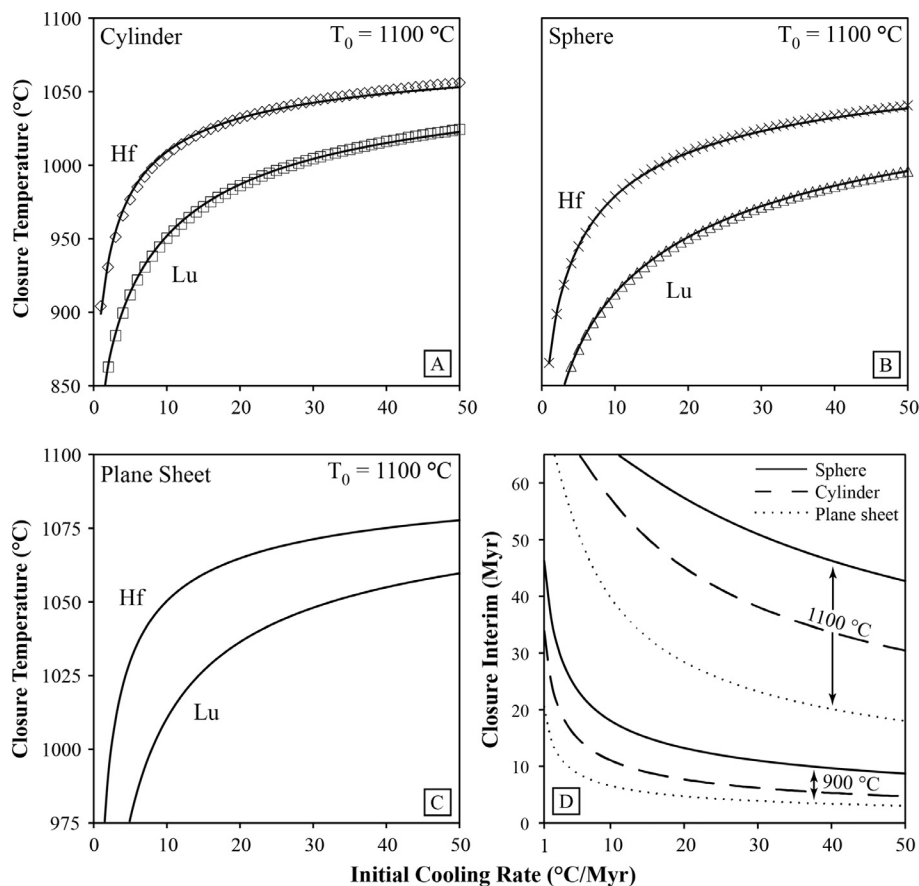 Cylinder
T0 = 1100 °C
1100
1050
1000
950
900
850
Closure Temperature (°C)
Hf
Lu
A
0
10
20
30
40
50
Sphere
T0 = 1100 °C
Hf
Lu
B
0
10
20
30
40
50
Plane Sheet
T0 = 1100 °C
1100
1075
1050
1025
1000
975
Closure Temperature (°C)
Hf
Lu
C
0
10
20
30
40
50
60
50
40
30
20
10
0
Closure Interim (Myr)
Sphere
Cylinder
Plane sheet
1100 °C
900 °C
D
1
10
20
30
40
50
Initial Cooling Rate (°C/Myr)